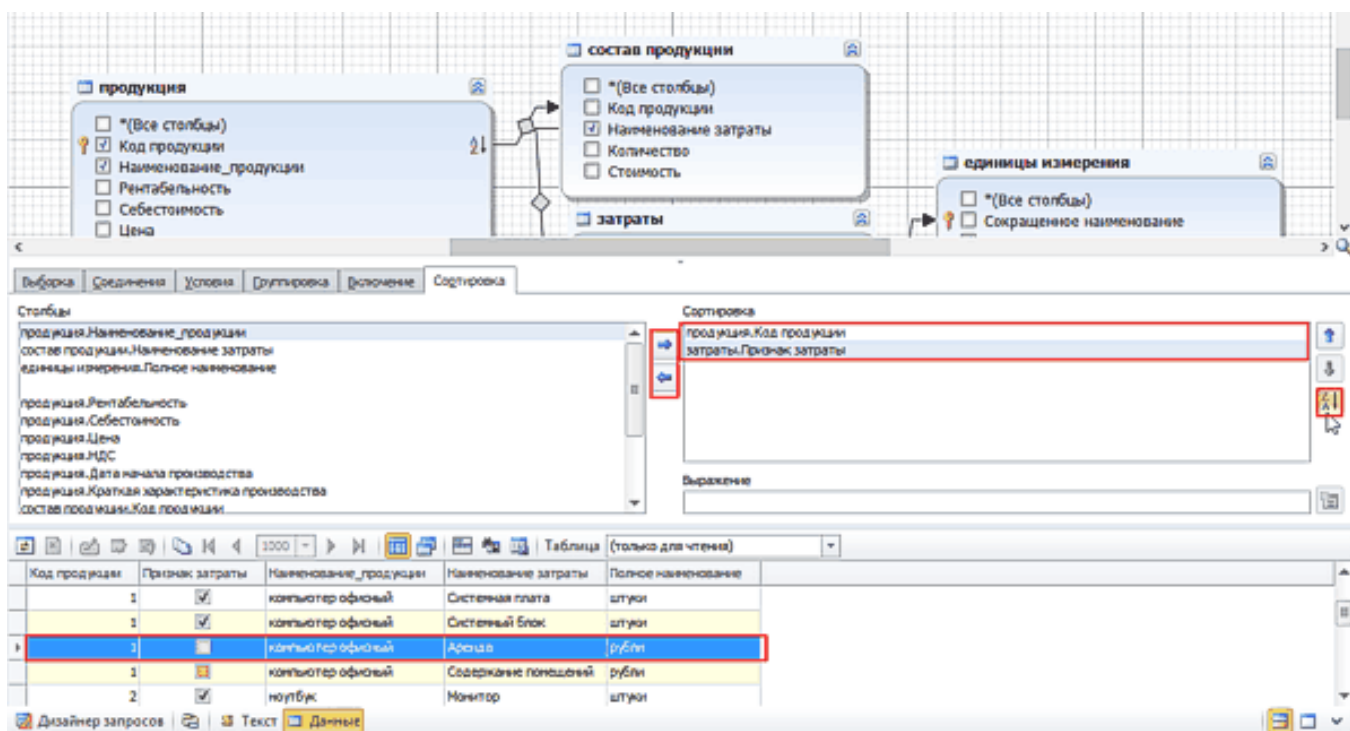 состав продукции
*(Все столбцы)
Код продукции
Наименование затраты
Количество
Стоимость
продукция
*(Все столбцы)
Код продукции
Наименование_продукции
Рентабельность
Себестоимость
Цена
затраты
единицы измерения
*(Все столбцы)
Сокращенное наименование
Выборка Соединения Условия Группировка Включение Сортировка
Столбцы
продукция.Наименование_продукции
состав продукции.Наименование затраты
единицы измерения.Полное наименование
продукция.Рентабельность
продукция.Себестоимость
продукция.Цена
продукция.НДС
продукция.Дата начала производства
продукция.Краткая характеристика производства
состав продукции.Код продукции
Сортировка
продукция.Код продукции
затраты.Признак затраты
Выражение
1000 Таблица (только для чтения)
Код продукции Признак затраты Наименование_продукции Наименование затраты Полное наименование
1 компьютер офисный Системная плата штуки
1 компьютер офисный Системный блок штуки
1 компьютер офисный Аренда рубли
1 компьютер офисный Содержание помещений рубли
2 ноутбук Монитор штуки
Дизайнер запросов Текст Данные